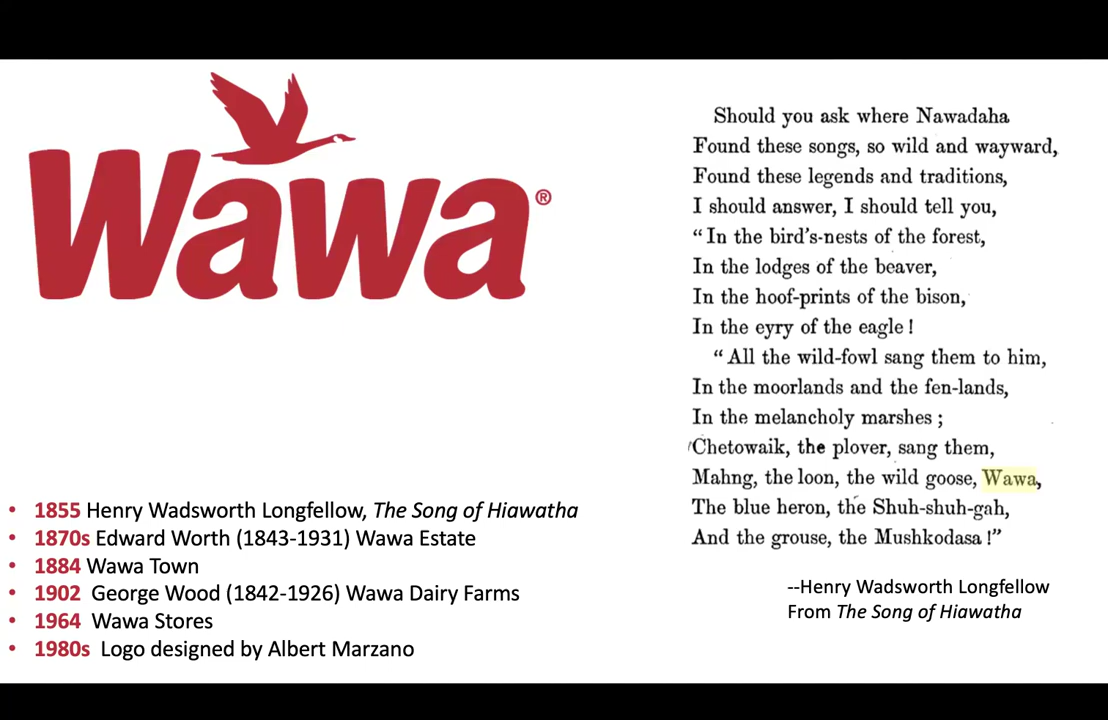 Wawa®
• 1855 Henry Wadsworth Longfellow, The Song of Hiawatha
• 1870s Edward Worth (1843-1931) Wawa Estate
• 1884 Wawa Town
• 1902 George Wood (1842-1926) Wawa Dairy Farms
• 1964 Wawa Stores
• 1980s Logo designed by Albert Marzano
Should you ask where Nawadaha
Found these songs, so wild and wayward,
Found these legends and traditions,
I should answer, I should tell you,
“In the bird's-nests of the forest,
In the lodges of the beaver,
In the hoof-prints of the bison,
In the eyry of the eagle!
“All the wild-fowl sang them to him,
In the moorlands and the fen-lands,
In the melancholy marshes;
Chetowaik, the plover, sang them,
Mahng, the loon, the wild goose, Wawa,
The blue heron, the Shuh-shuh-gah,
And the grouse, the Mushkodasa!”
--Henry Wadsworth Longfellow
From The Song of Hiawatha